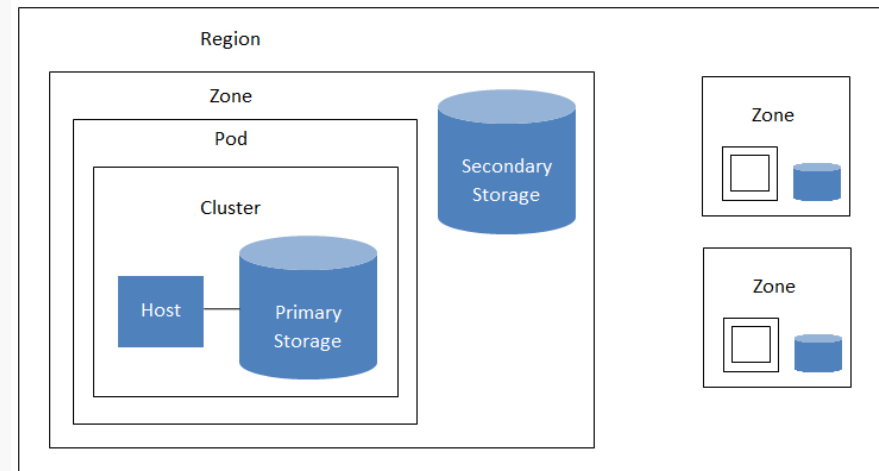 Region
Zone
Pod
Cluster
Host
Primary
Storage
Secondary
Storage
Zone
Zone